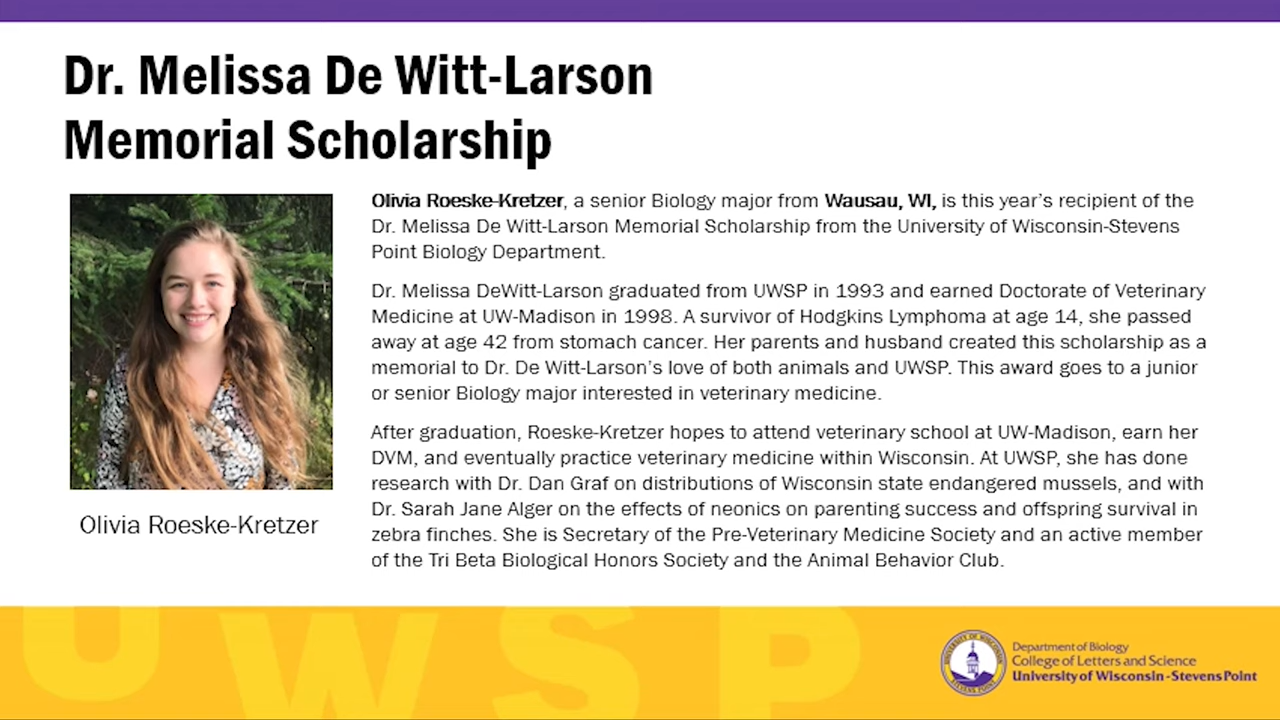 Dr. Melissa De Witt-Larson
Memorial Scholarship
Olivia Roeske-Kretzer, a senior Biology major from Wausau, WI, is this year's recipient of the
Dr. Melissa De Witt-Larson Memorial Scholarship from the University of Wisconsin-Stevens
Point Biology Department.
Dr. Melissa DeWitt-Larson graduated from UWSP in 1993 and earned Doctorate of Veterinary
Medicine at UW-Madison in 1998. A survivor of Hodgkins Lymphoma at age 14, she passed
away at age 42 from stomach cancer. Her parents and husband created this scholarship as a
memorial to Dr. De Witt-Larson's love of both animals and UWSP. This award goes to a junior
or senior Biology major interested in veterinary medicine.
After graduation, Roeske-Kretzer hopes to attend veterinary school at UW-Madison, earn her
DVM, and eventually practice veterinary medicine within Wisconsin. At UWSP, she has done
research with Dr. Dan Graf on distributions of Wisconsin state endangered mussels, and with
Dr. Sarah Jane Alger on the effects of neonics on parenting success and offspring survival in
zebra finches. She is Secretary of the Pre-Veterinary Medicine Society and an active member
of the Tri Beta Biological Honors Society and the Animal Behavior Club.
Olivia Roeske-Kretzer
UWSP
UNIVERSITY OF WISCONSIN
STEVENS POINT
Department of Biology
College of Letters and Science
University of Wisconsin-Stevens Point